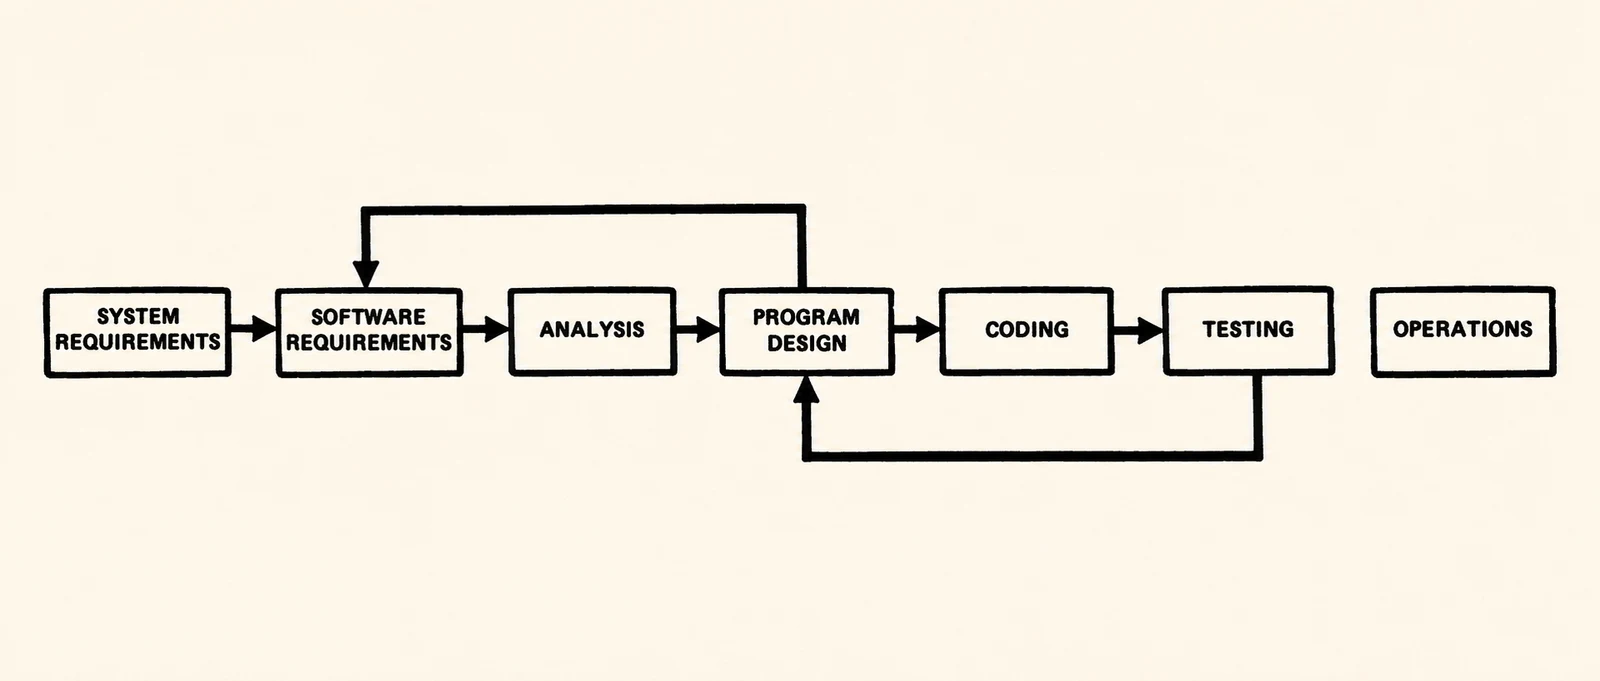 SYSTEM
REQUIREMENTS
SOFTWARE
REQUIREMENTS
ANALYSIS
PROGRAM
DESIGN
CODING
TESTING
OPERATIONS